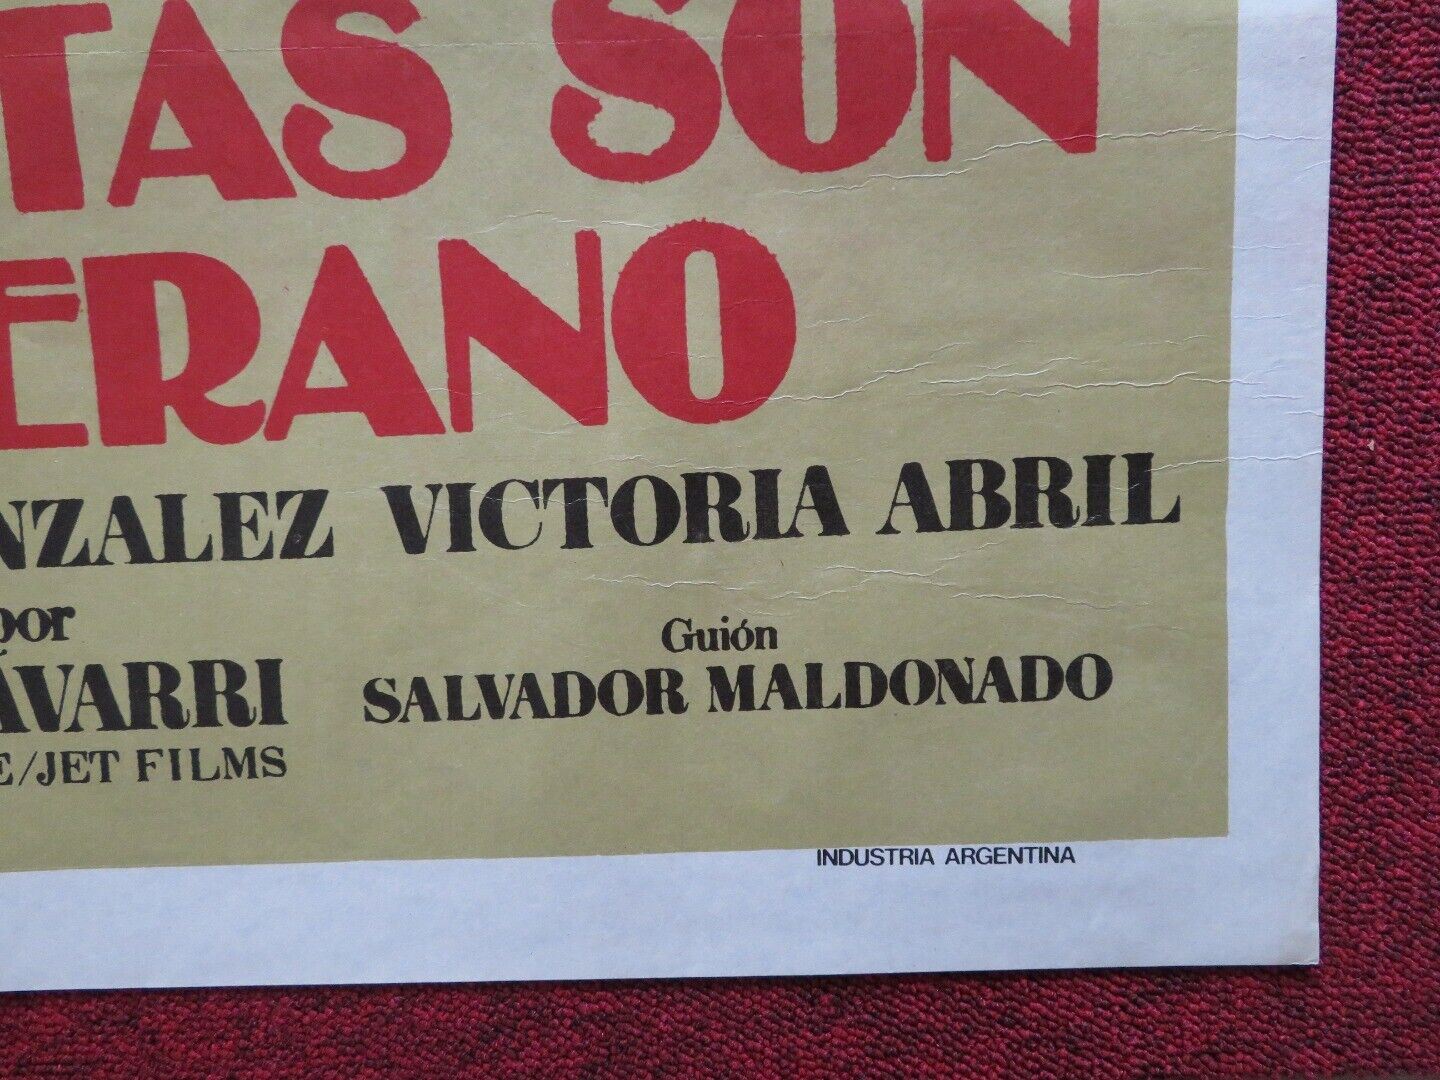 TAS SON
ERANO
NZALEZ VICTORIA ABRIL
por
ÁVARRI
Guión
SALVADOR MALDONADO
E/JET FILMS
INDUSTRIA ARGENTINA